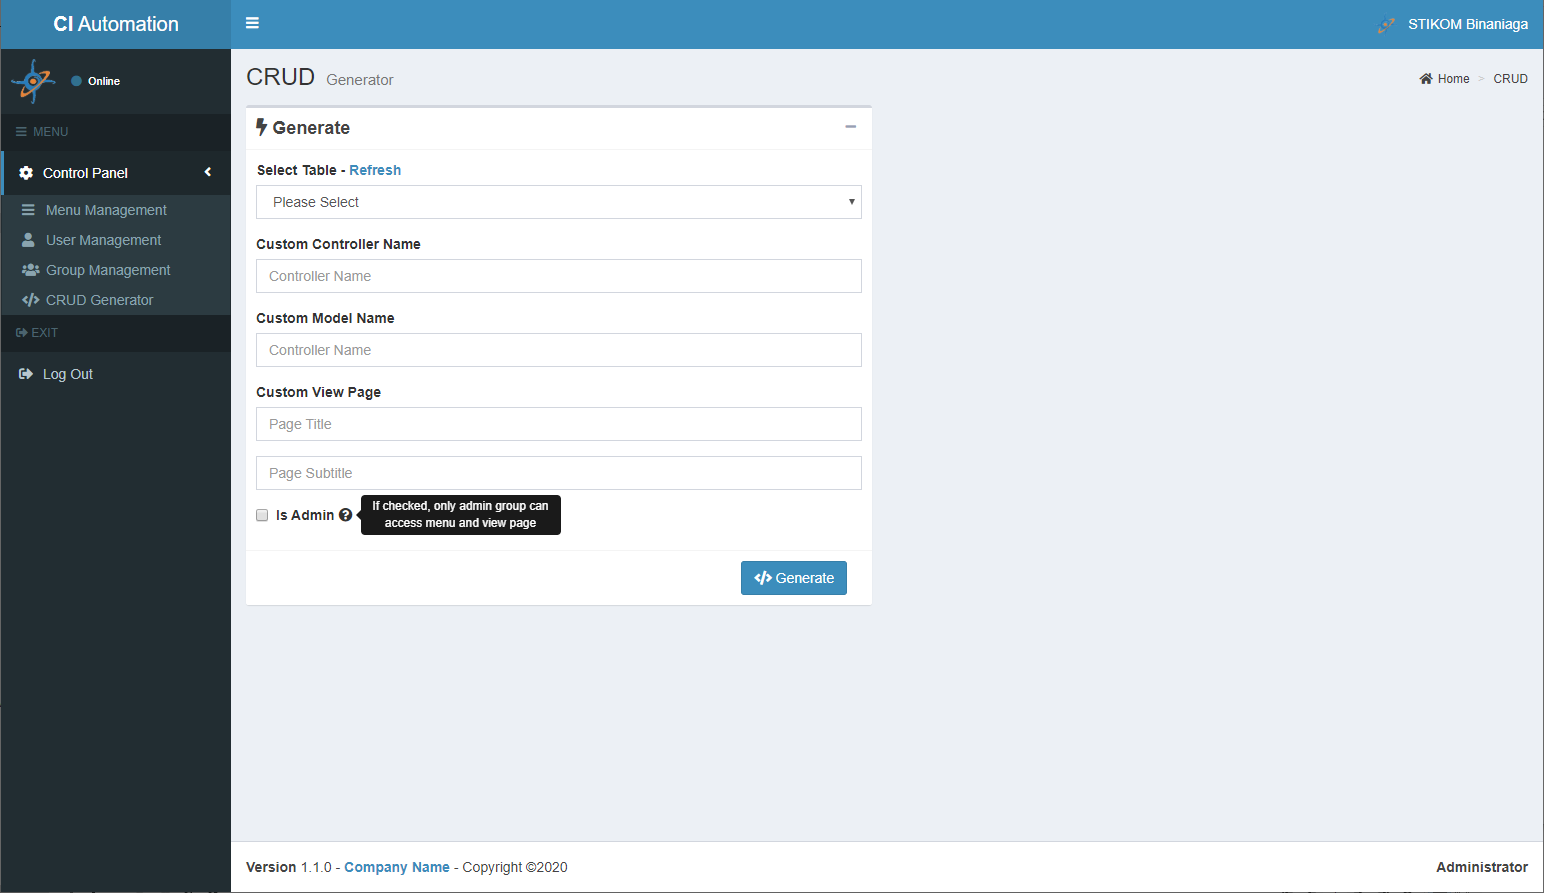 CI Automation
STIKOM Binaniaga
Online
MENU
Control Panel
Menu Management
User Management
Group Management
CRUD Generator
EXIT
Log Out
CRUD Generator
Home > CRUD
Generate
Select Table - Refresh
Please Select
Custom Controller Name
Controller Name
Custom Model Name
Controller Name
Custom View Page
Page Title
Page Subtitle
Is Admin
If checked, only admin group can
access menu and view page
Generate
Version 1.1.0 - Company Name - Copyright ©2020
Administrator